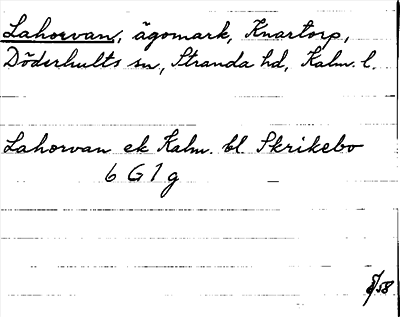 Lahorvan, ägomark, Knartorp,
Döderhults sn, Stranda hd, Kalm. l.
Lahorvan ek Kalm. bl Skrikebo
6 G 1 g